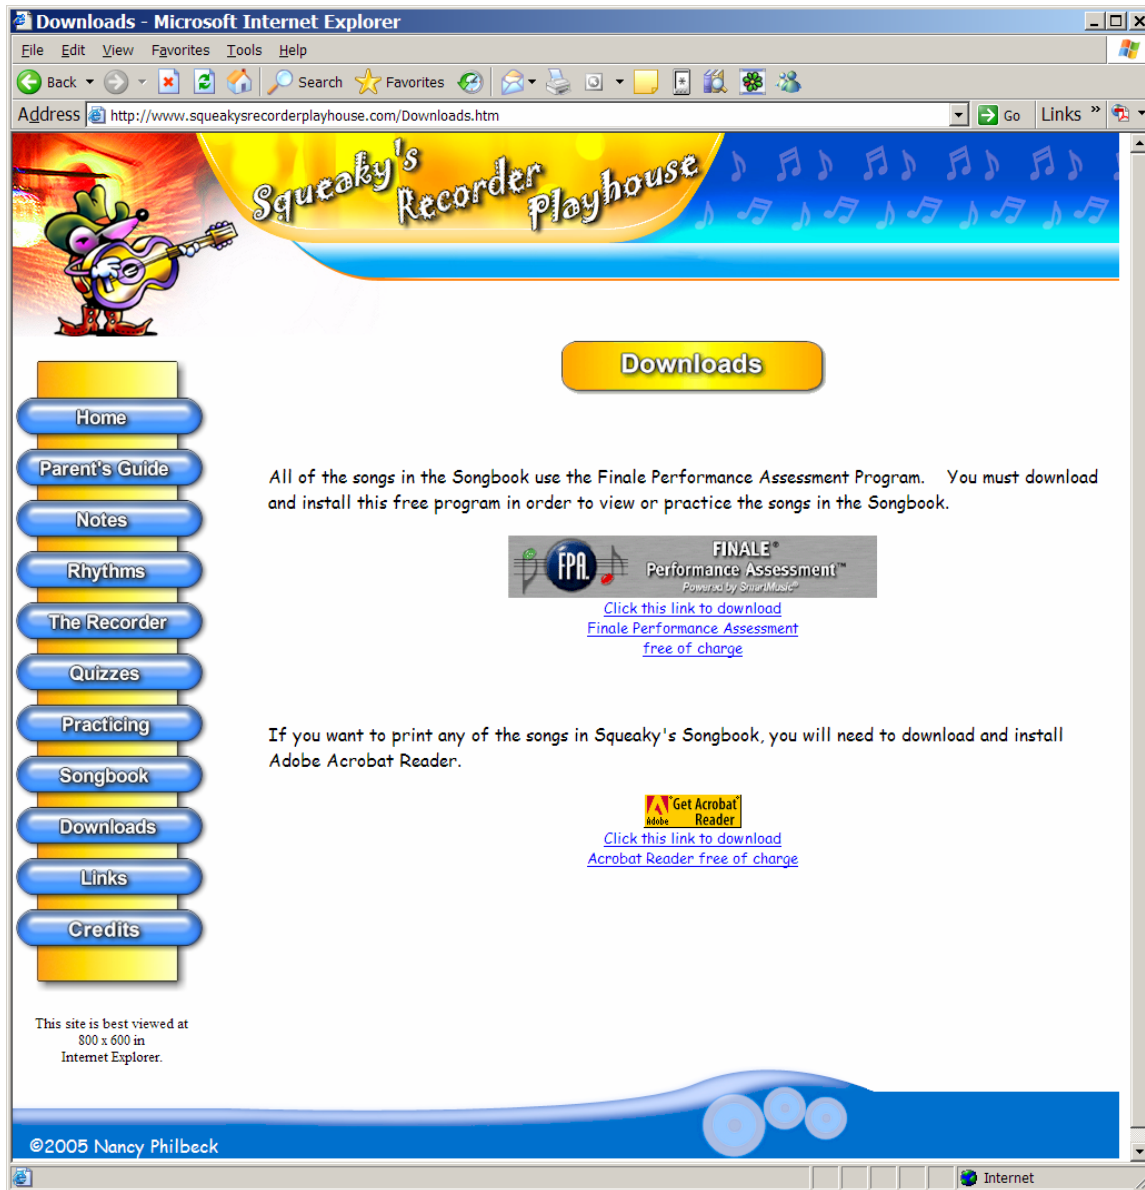 Downloads - Microsoft Internet Explorer
File Edit View Favorites Tools Help
Back Search Favorites
Address http://www.squeakysrecorderplayhouse.com/Downloads.htm Go Links »
Squeaky's Recorder Playhouse
Downloads
Home
Parent's Guide
Notes
Rhythms
The Recorder
Quizzes
Practicing
Songbook
Downloads
Links
Credits
This site is best viewed at
800 x 600 in
Internet Explorer.
All of the songs in the Songbook use the Finale Performance Assessment Program. You must download
and install this free program in order to view or practice the songs in the Songbook.
FPA
FINALE®
Performance Assessment™
Powered by SmartMusic®
Click this link to download
Finale Performance Assessment
free of charge
If you want to print any of the songs in Squeaky's Songbook, you will need to download and install
Adobe Acrobat Reader.
Adobe
Get Acrobat®
Reader
Click this link to download
Acrobat Reader free of charge
©2005 Nancy Philbeck
Internet